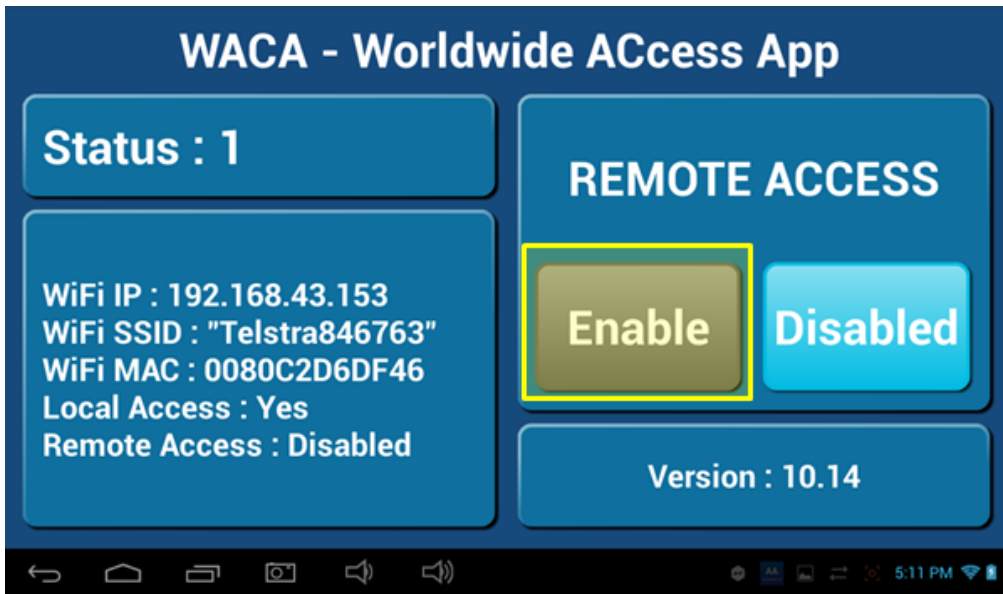 WACA - Worldwide ACcess App
Status : 1
WiFi IP : 192.168.43.153
WiFi SSID : "Telstra846763"
WiFi MAC : 0080C2D6DF46
Local Access : Yes
Remote Access : Disabled
REMOTE ACCESS
Enable
Disabled
Version : 10.14
AA
5:11 PM